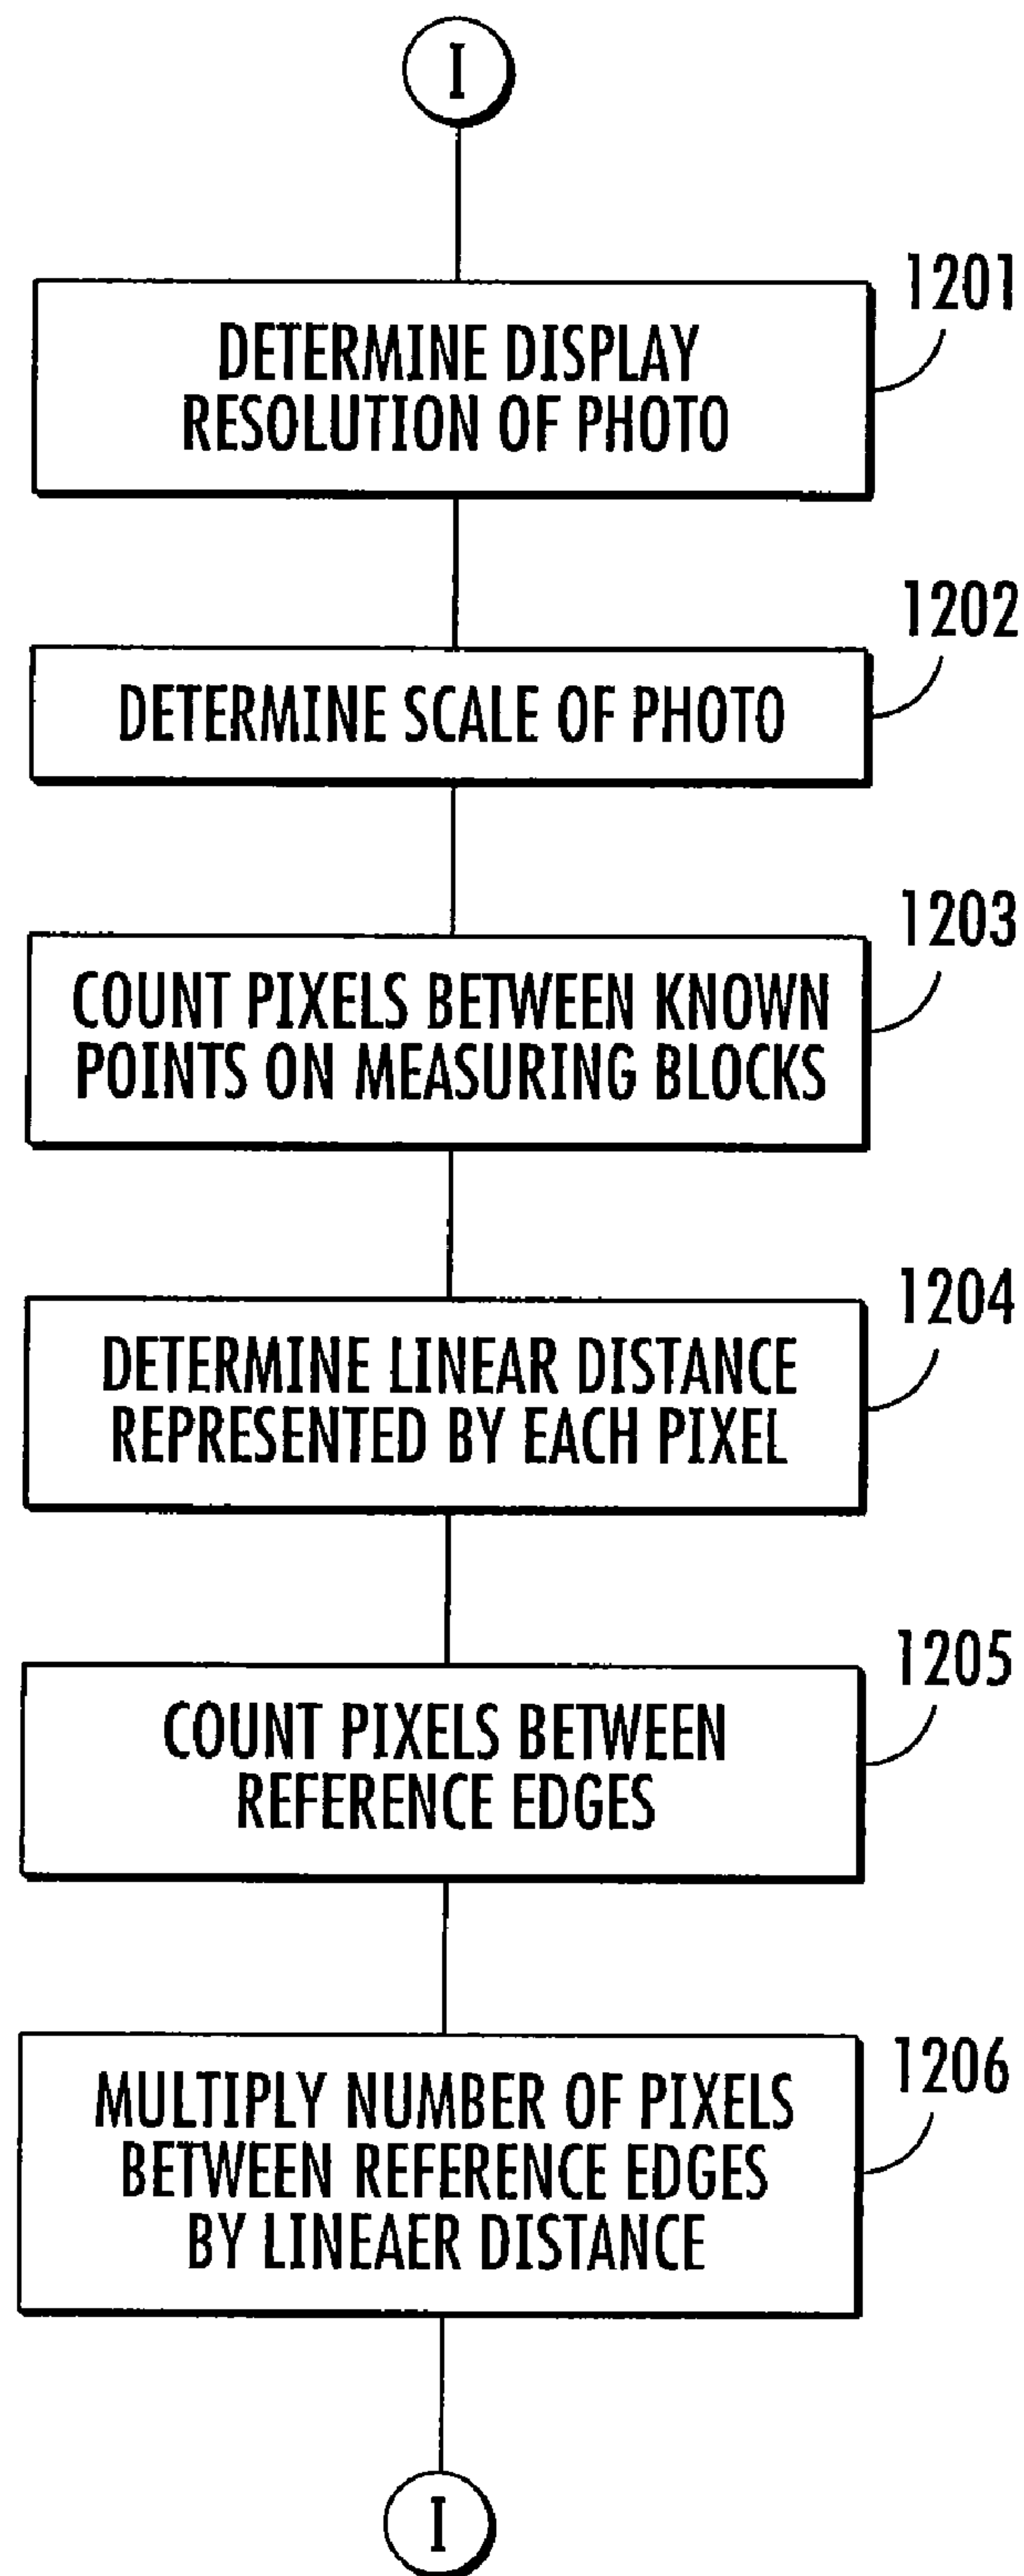 I
1201
DETERMINE DISPLAY
RESOLUTION OF PHOTO
1202
DETERMINE SCALE OF PHOTO
1203
COUNT PIXELS BETWEEN KNOWN
POINTS ON MEASURING BLOCKS
1204
DETERMINE LINEAR DISTANCE
REPRESENTED BY EACH PIXEL
1205
COUNT PIXELS BETWEEN
REFERENCE EDGES
1206
MULTIPLY NUMBER OF PIXELS
BETWEEN REFERENCE EDGES
BY LINEAER DISTANCE
I